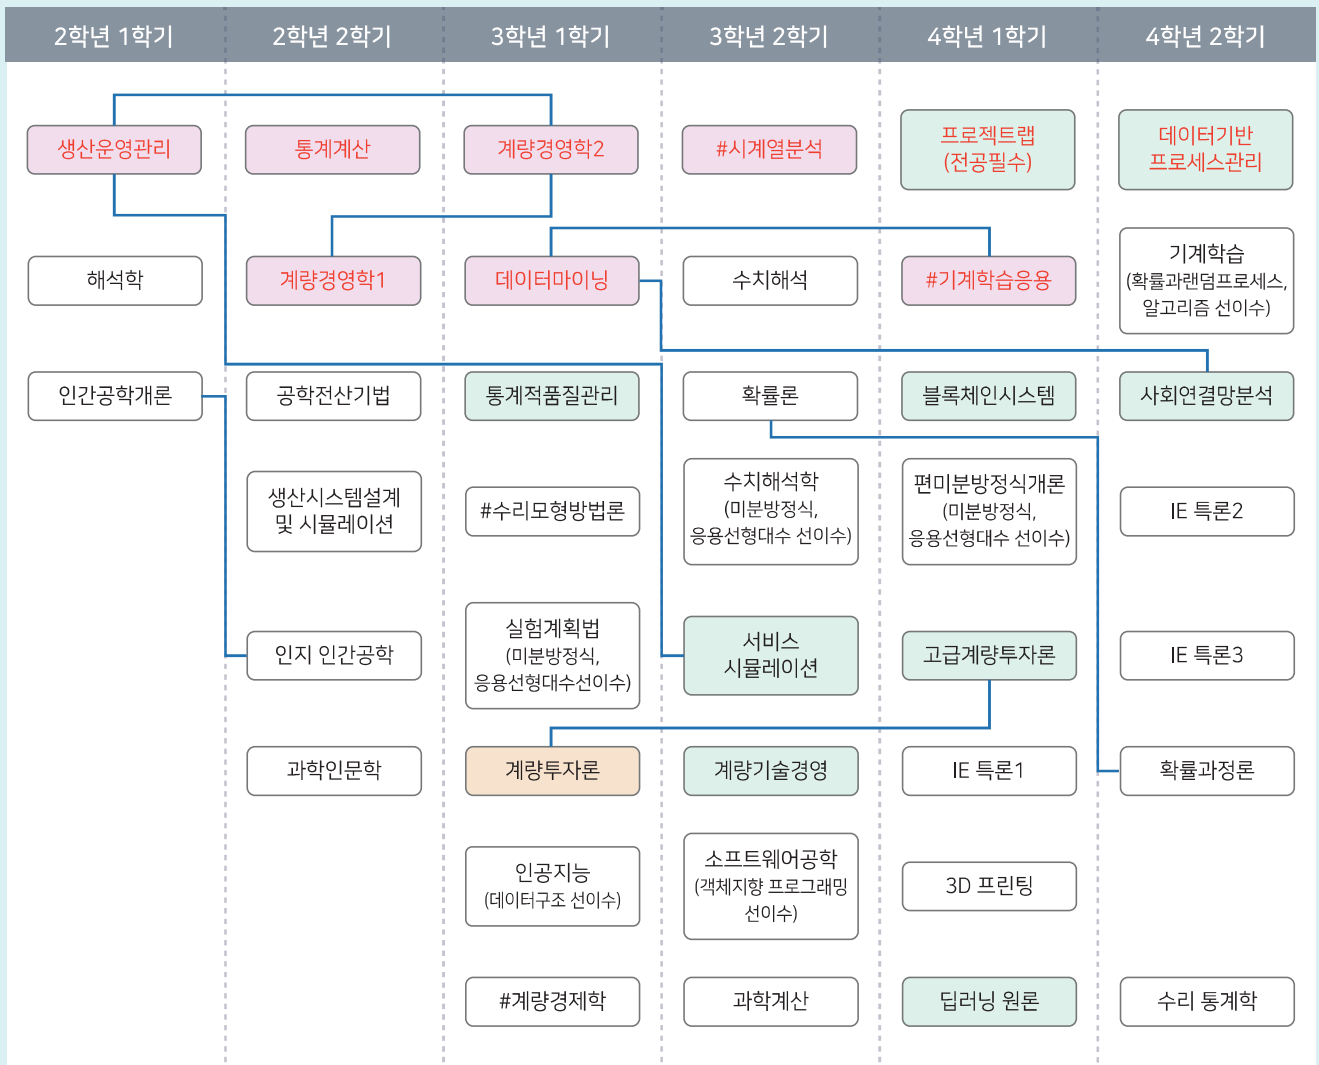 2학년 1학기
2학년 2학기
3학년 1학기
3학년 2학기
4학년 1학기
4학년 2학기
생산운영관리
통계계산
계량경영학2
#시계열분석
프로젝트랩
(전공필수)
데이터기반
프로세스관리
해석학
계량경영학1
데이터마이닝
수치해석
#기계학습응용
기계학습
(확률과랜덤프로세스,
알고리즘 선이수)
인간공학개론
공학전산기법
통계적품질관리
확률론
블록체인시스템
사회연결망분석
생산시스템설계
및 시뮬레이션
#수리모형방법론
수치해석학
(미분방정식,
응용선형대수 선이수)
편미분방정식개론
(미분방정식,
응용선형대수 선이수)
IE 특론2
인지 인간공학
실험계획법
(미분방정식,
응용선형대수선이수)
서비스
시뮬레이션
고급계량투자론
IE 특론3
과학인문학
계량투자론
계량기술경영
IE 특론1
확률과정론
인공지능
(데이터구조 선이수)
소프트웨어공학
(객체지향 프로그래밍
선이수)
3D 프린팅
#계량경제학
과학계산
딥러닝 원론
수리 통계학